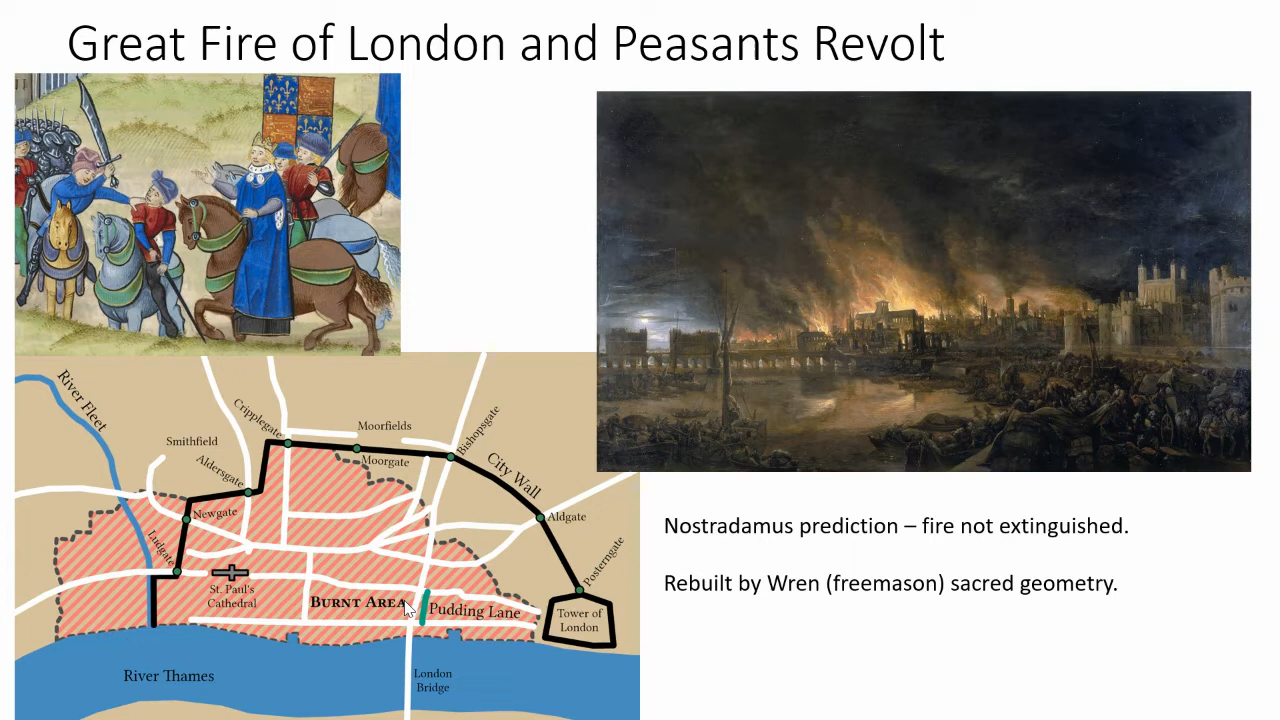 Great Fire of London and Peasants Revolt
River Fleet
Cripplegate
Moorfields
Bishopsgate
Smithfield
Aldersgate
Moorgate
City Wall
Newgate
Aldgate
Ludgate
Posterngate
St. Paul's
Cathedral
Burnt Area
Pudding Lane
Tower of
London
River Thames
London
Bridge
Nostradamus prediction – fire not extinguished.
Rebuilt by Wren (freemason) sacred geometry.